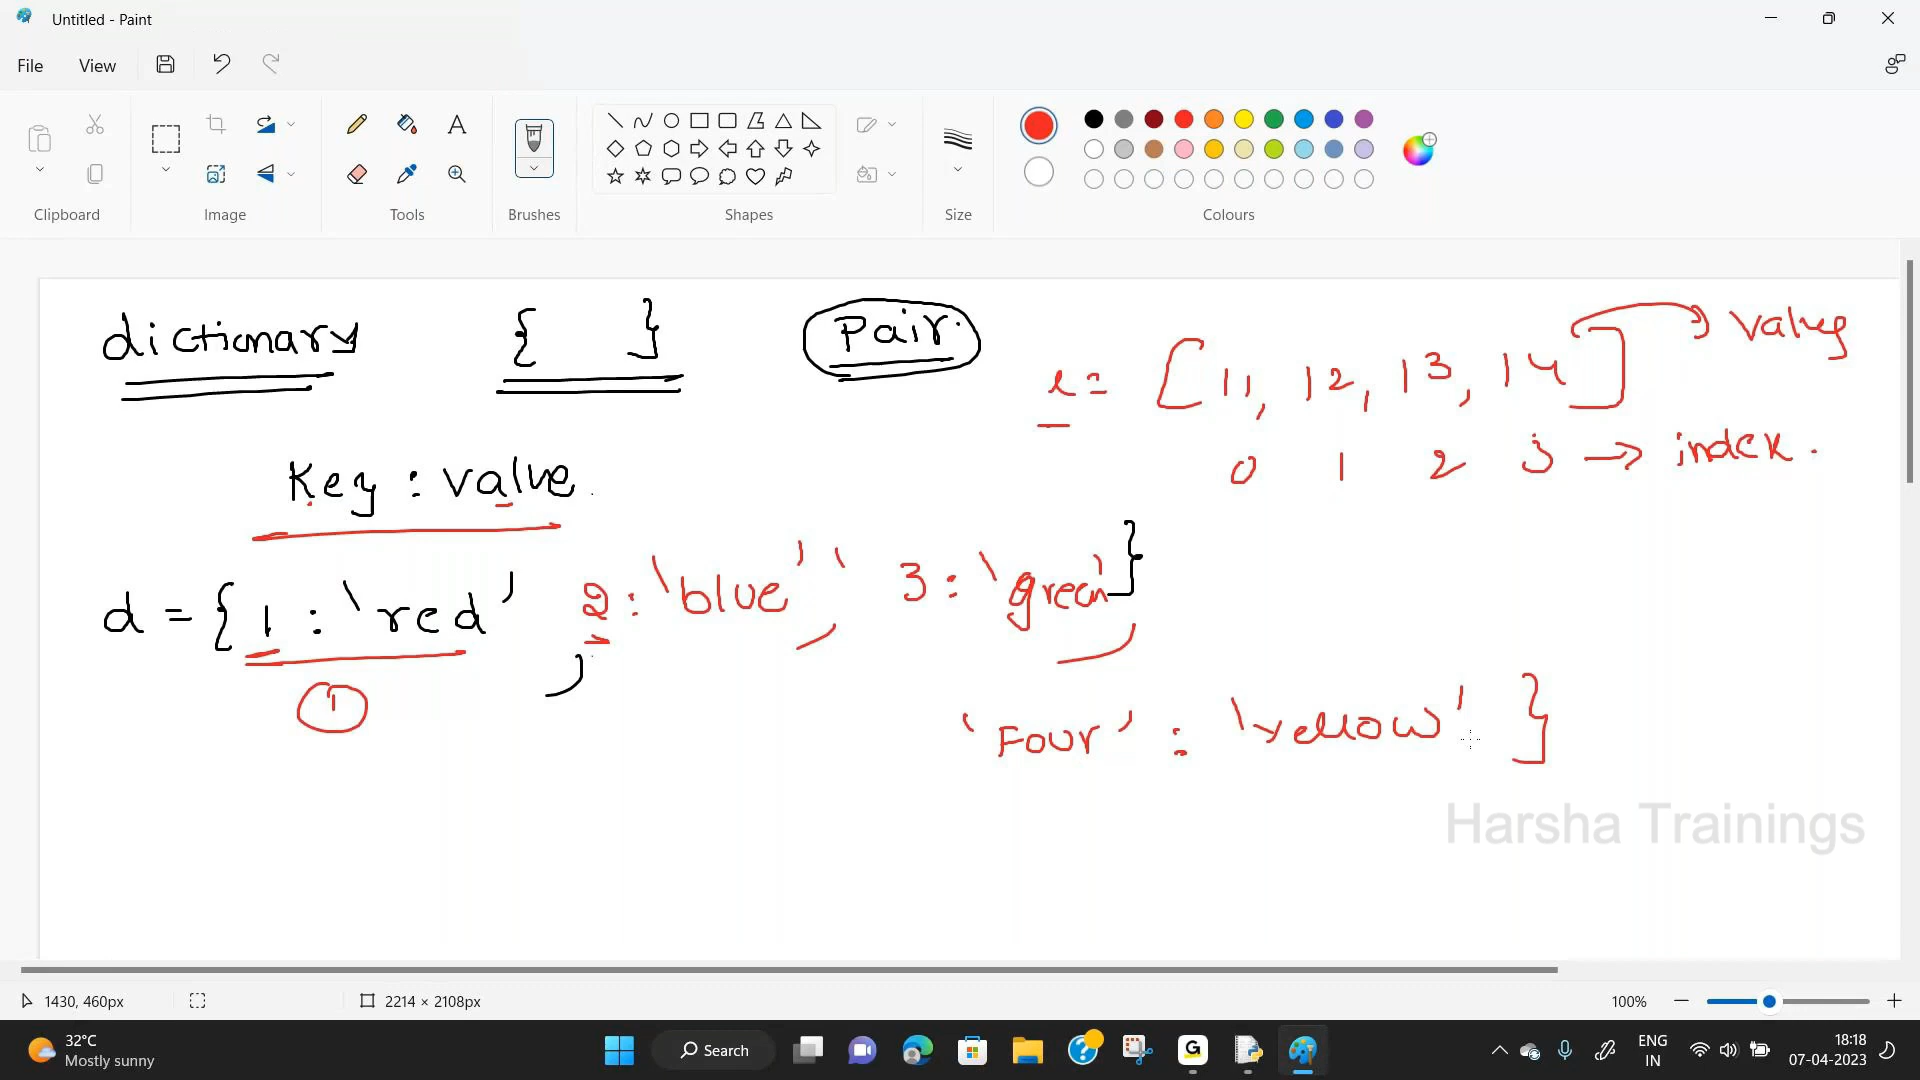 Untitled - Paint
File View
Clipboard Image Tools Brushes Shapes Size Colours
dictionary { } Pair.
l = [11, 12, 13, 14] values
0 1 2 3 → index.
Key : value.
d = {1 : 'red', 2 : 'blue', 3 : 'green'}
1
'Four' : 'yellow' }
Harsha Trainings
1430, 460px 2214 × 2108px 100%
32°C
Mostly sunny
Search
ENG
IN
18:18
07-04-2023